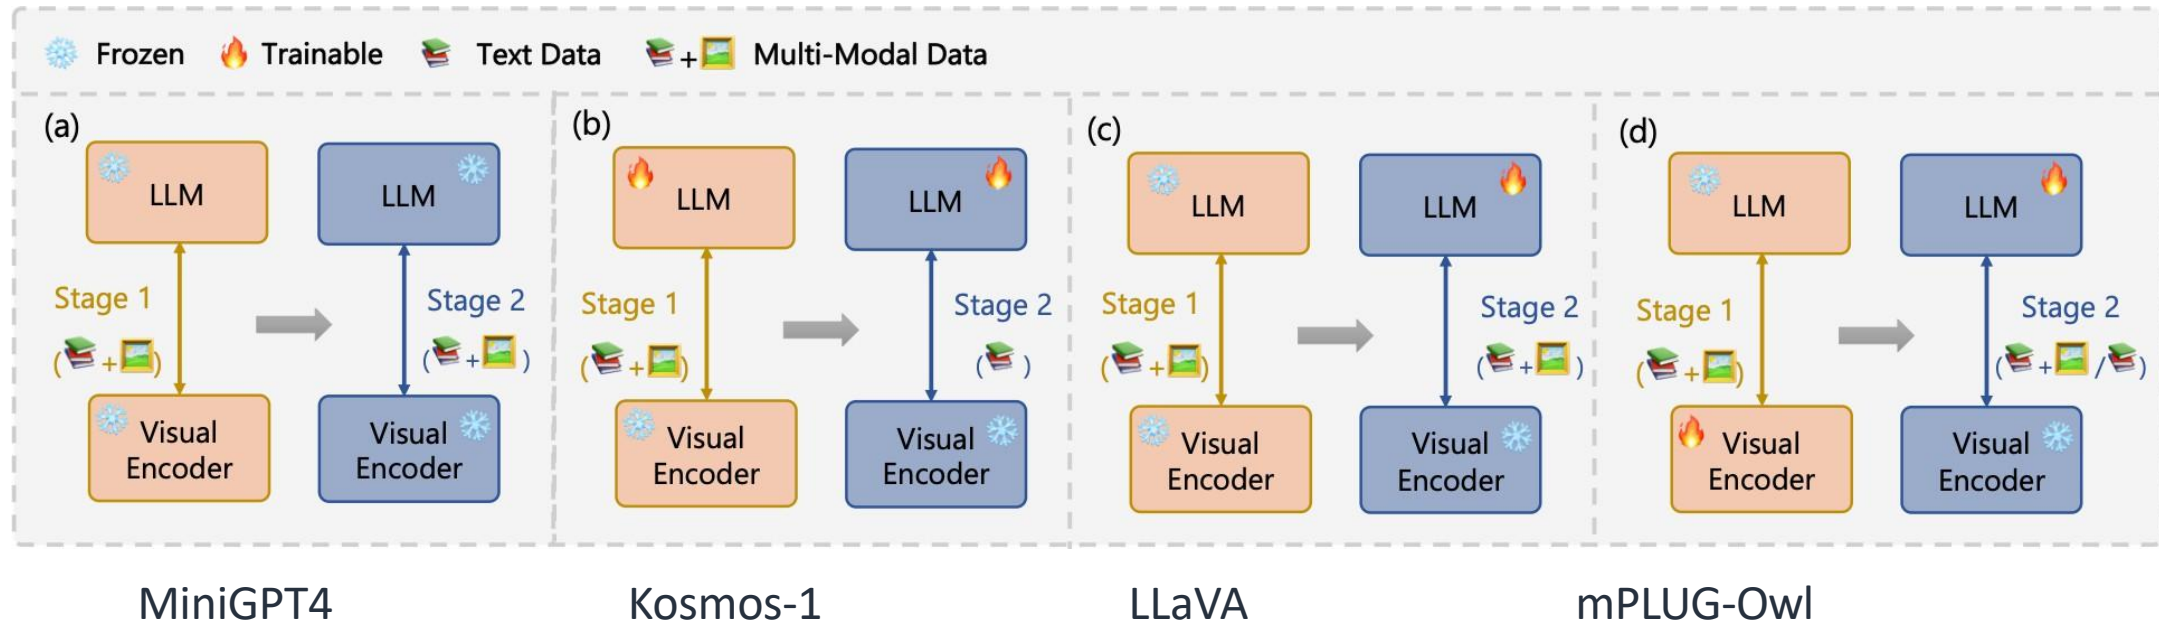 Frozen Trainable Text Data + Multi-Modal Data
(a)
LLM
LLM
Stage 1
( + )
Stage 2
( + )
Visual
Encoder
Visual
Encoder
(b)
LLM
LLM
Stage 1
( + )
Stage 2
( )
Visual
Encoder
Visual
Encoder
(c)
LLM
LLM
Stage 1
( + )
Stage 2
( + )
Visual
Encoder
Visual
Encoder
(d)
LLM
LLM
Stage 1
( + )
Stage 2
( + / )
Visual
Encoder
Visual
Encoder
MiniGPT4
Kosmos-1
LLaVA
mPLUG-Owl